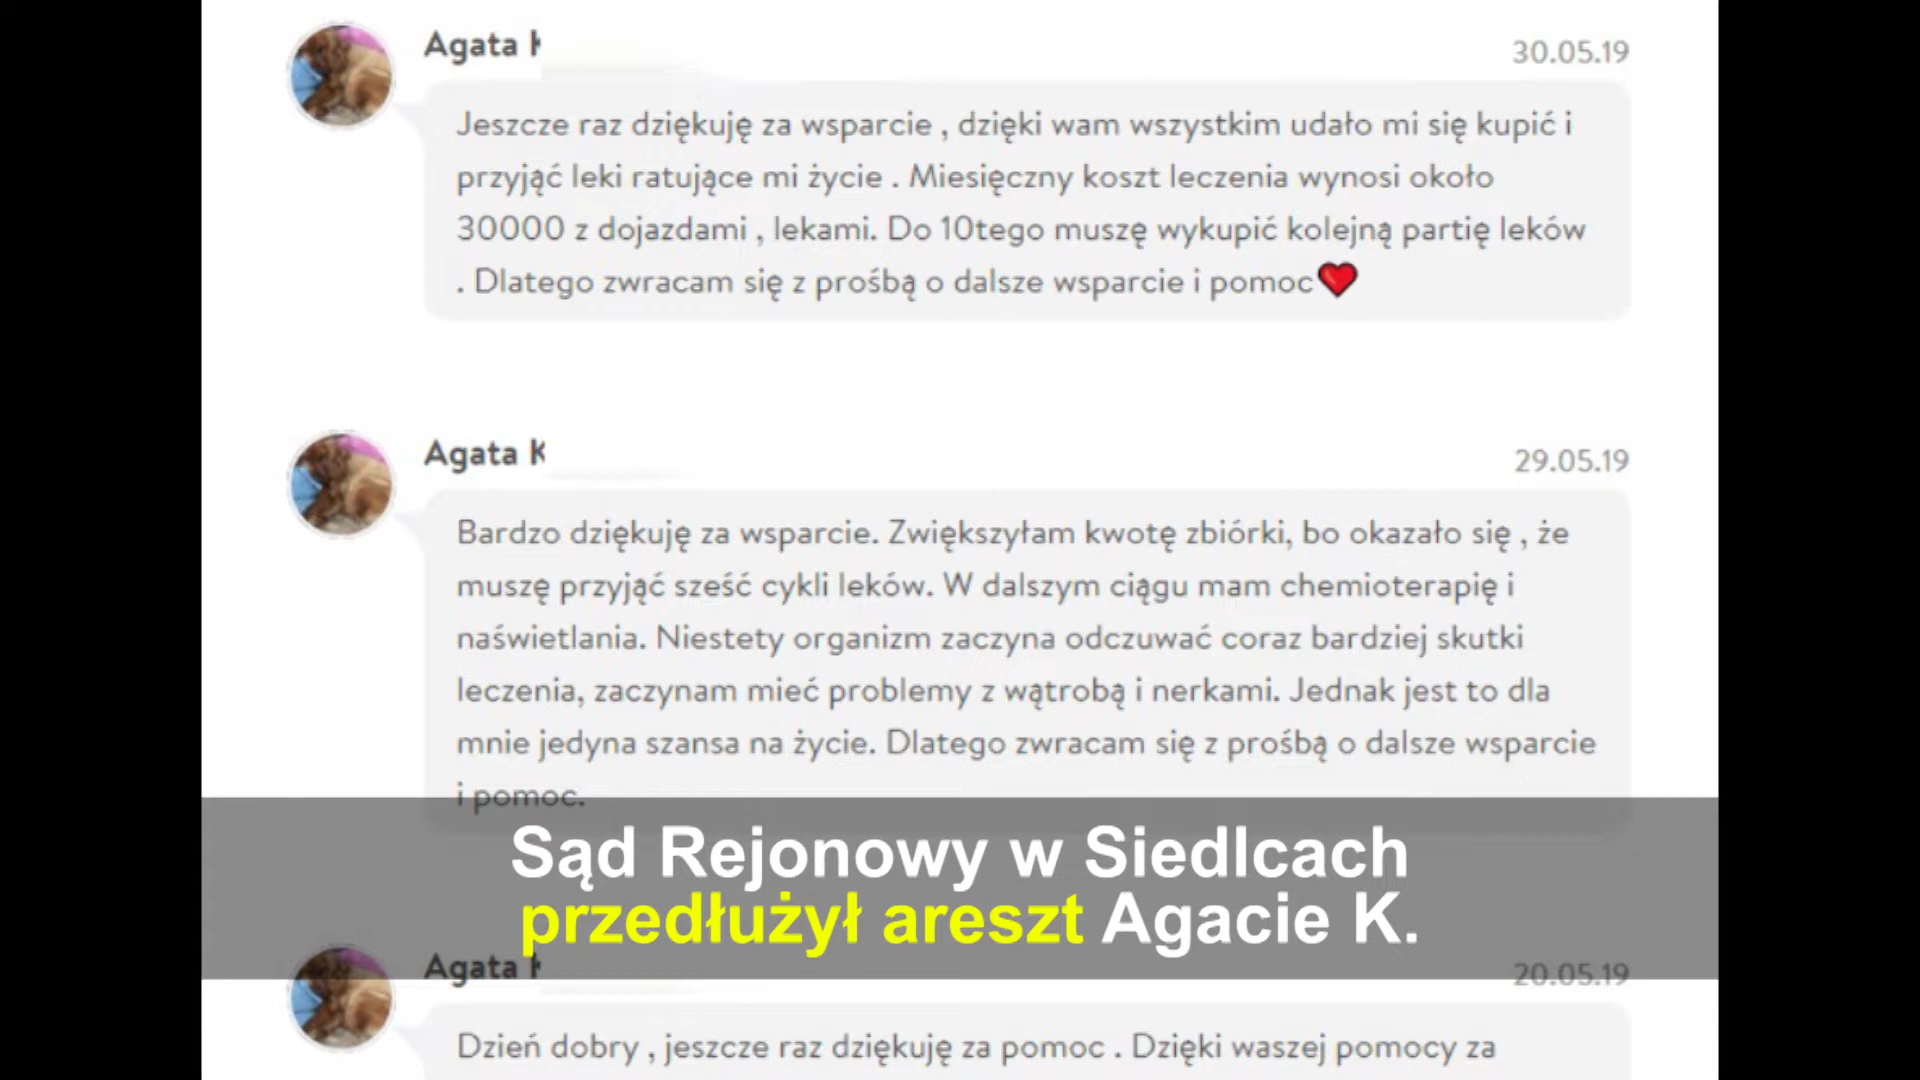 Agata K
30.05.19
Jeszcze raz dziękuję za wsparcie , dzięki wam wszystkim udało mi się kupić i
przyjąć leki ratujące mi życie . Miesięczny koszt leczenia wynosi około
30000 z dojazdami , lekami. Do 10tego muszę wykupić kolejną partię leków
. Dlatego zwracam się z prośbą o dalsze wsparcie i pomoc❤
Agata K
29.05.19
Bardzo dziękuję za wsparcie. Zwiększyłam kwotę zbiórki, bo okazało się , że
muszę przyjąć sześć cykli leków. W dalszym ciągu mam chemioterapię i
naświetlania. Niestety organizm zaczyna odczuwać coraz bardziej skutki
leczenia, zaczynam mieć problemy z wątrobą i nerkami. Jednak jest to dla
mnie jedyna szansa na życie. Dlatego zwracam się z prośbą o dalsze wsparcie
i pomoc.
Sąd Rejonowy w Siedlcach
przedłużył areszt Agacie K.
Agata K
20.05.19
Dzień dobry , jeszcze raz dziękuję za pomoc . Dzięki waszej pomocy za